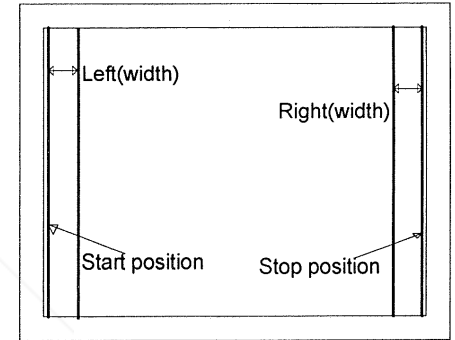 Left(width)
Right(width)
Start position
Stop position